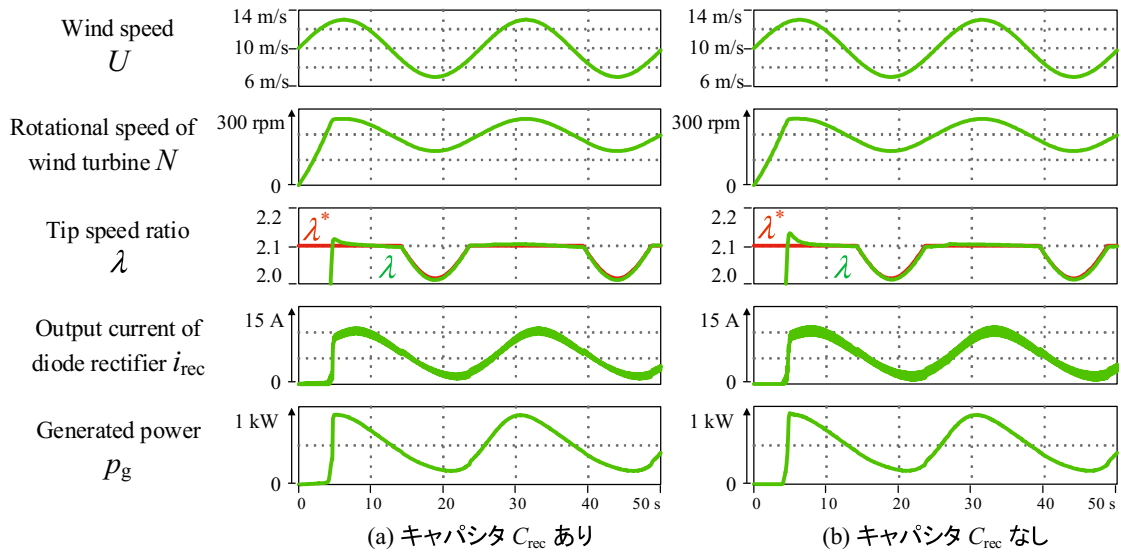 Wind speed
U
14 m/s
10 m/s
6 m/s
14 m/s
10 m/s
6 m/s
Rotational speed of
wind turbine N
300 rpm
0
300 rpm
0
Tip speed ratio
λ
2.2
2.1
2.0
λ*
λ
2.2
2.1
2.0
λ*
λ
Output current of
diode rectifier irec
15 A
0
15 A
0
Generated power
pg
1 kW
0
1 kW
0
0 10 20 30 40 50 s
0 10 20 30 40 50 s
(a) キャパシタ Crec あり
(b) キャパシタ Crec なし